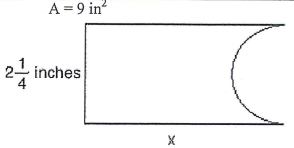 A = 9 in²
2 1/4 inches
x